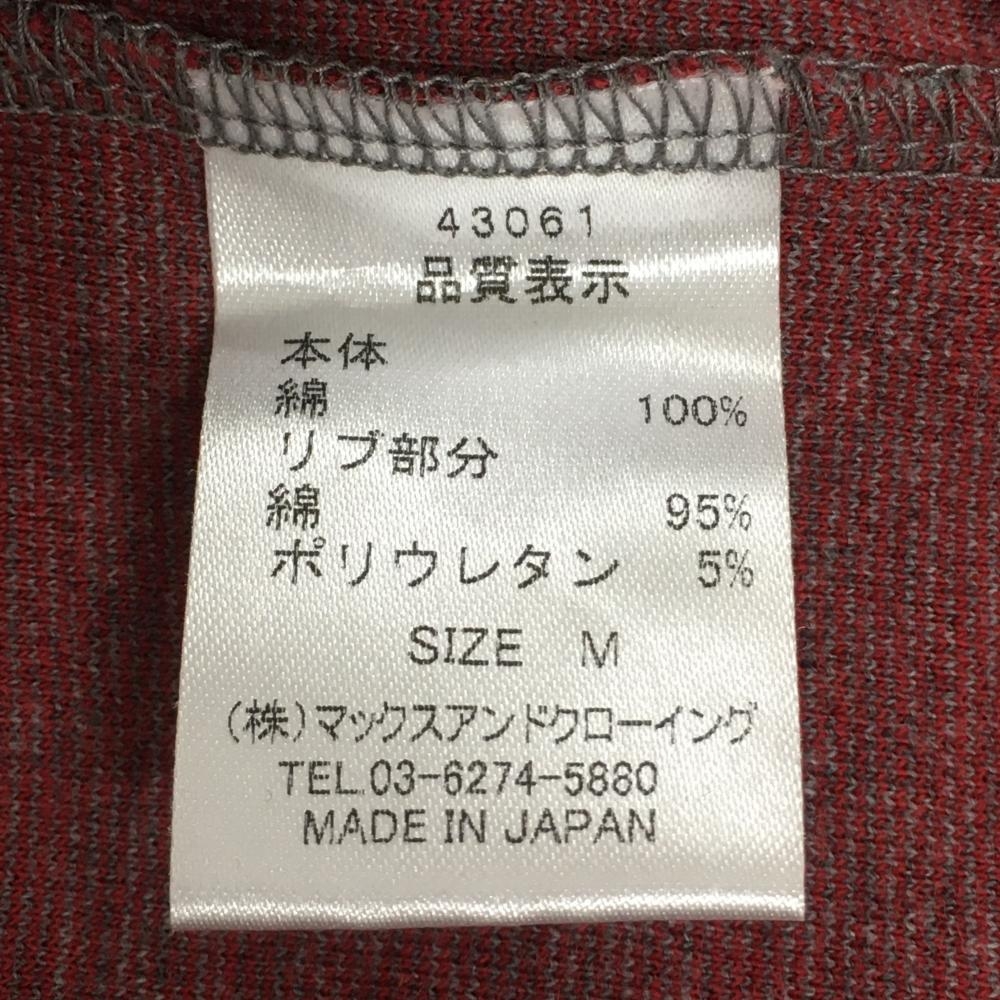 43061
品質表示
本体
綿 100%
リブ部分
綿 95%
ポリウレタン 5%
SIZE M
(株)マックスアンドクローイング
TEL.03-6274-5880
MADE IN JAPAN